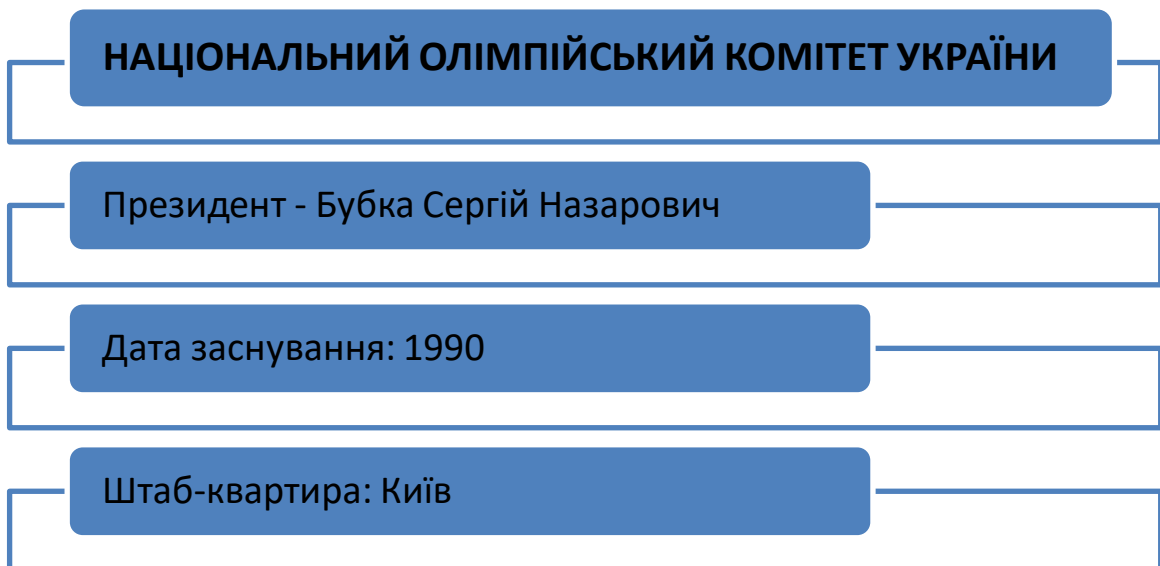 НАЦІОНАЛЬНИЙ ОЛІМПІЙСЬКИЙ КОМІТЕТ УКРАЇНИ
Президент - Бубка Сергій Назарович
Дата заснування: 1990
Штаб-квартира: Київ